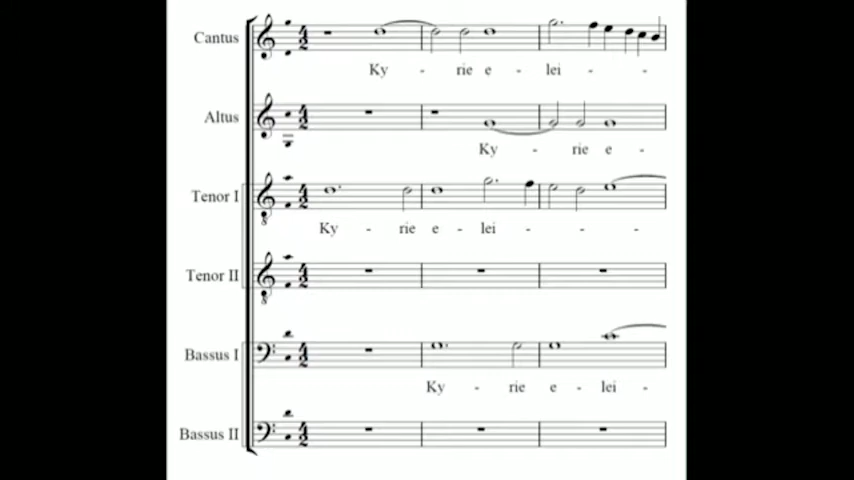 Cantus
Ky - rie e - lei - -
Altus
Ky - rie e -
Tenor I
Ky - rie e - lei - - -
Tenor II
Bassus I
Ky - rie e - lei -
Bassus II